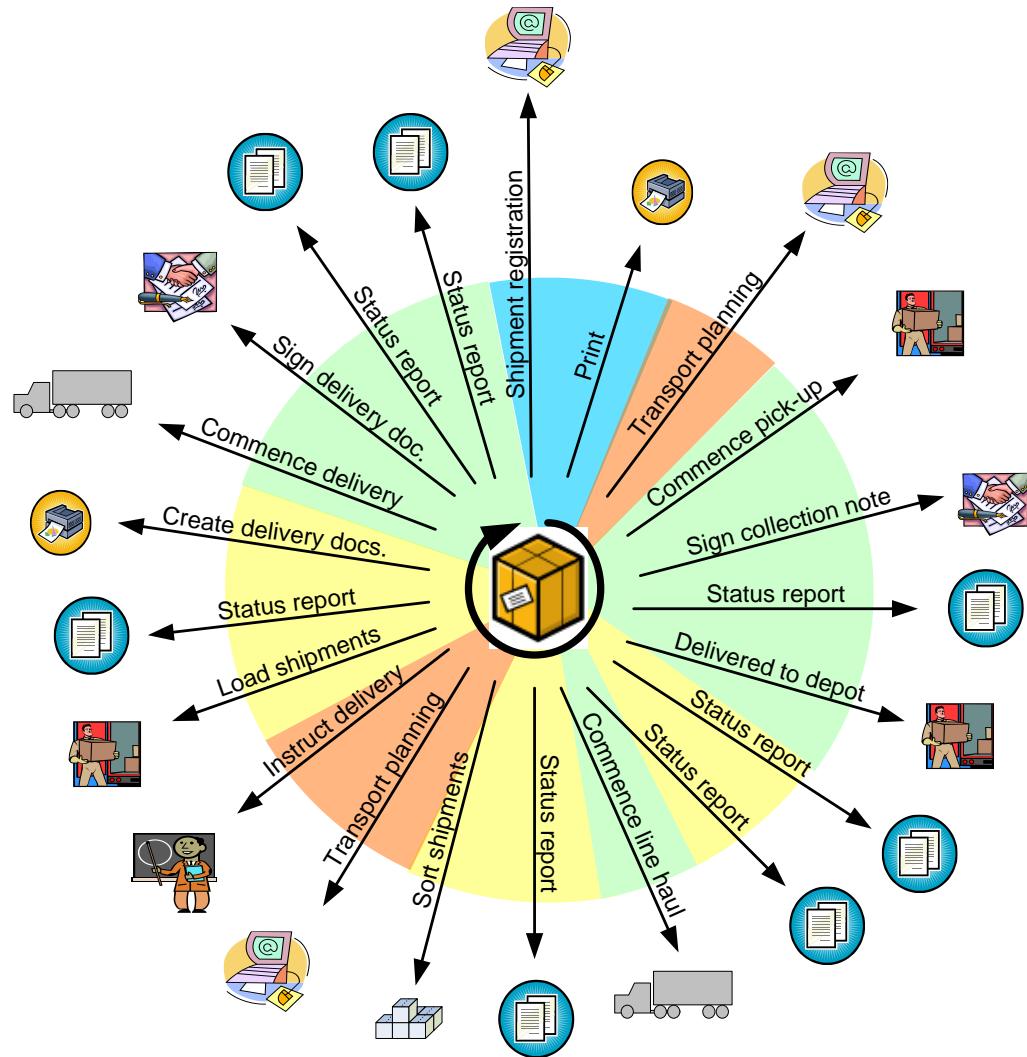 Shipment registration
Print
Transport planning
Commence pick-up
Sign collection note
Status report
Delivered to depot
Status report
Status report
Commence line haul
Status report
Sort shipments
Transport planning
Instruct delivery
Load shipments
Status report
Create delivery docs.
Commence delivery
Sign delivery doc.
Status report
Status report